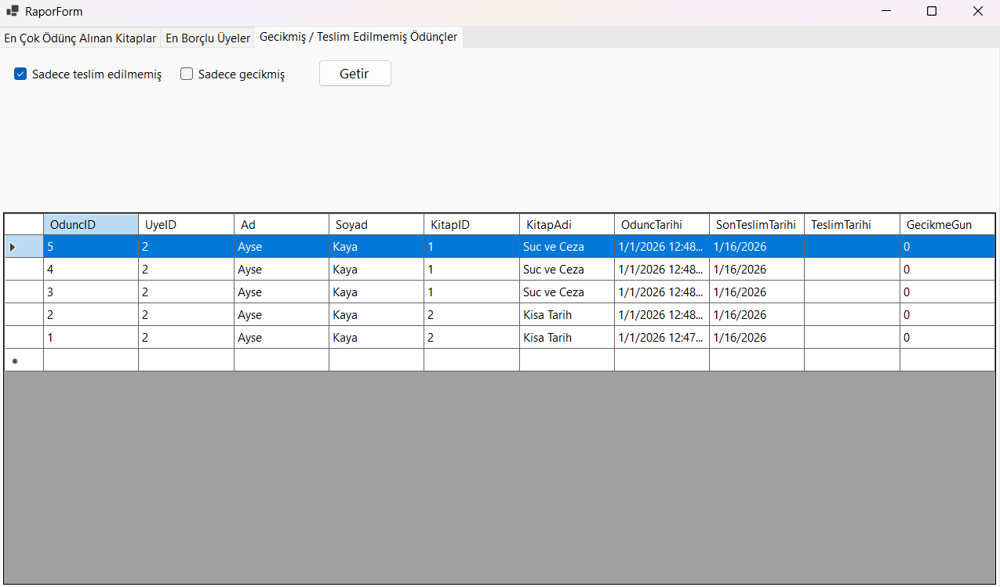 RaporForm
En Çok Ödünç Alınan Kitaplar En Borçlu Üyeler Gecikmiş / Teslim Edilmemiş Ödünçler
Sadece teslim edilmemiş Sadece gecikmiş Getir
OduncID UyeID Ad Soyad KitapID KitapAdi OduncTarihi SonTeslimTarihi TeslimTarihi GecikmeGun
5 2 Ayse Kaya 1 Suc ve Ceza 1/1/2026 12:48... 1/16/2026 0
4 2 Ayse Kaya 1 Suc ve Ceza 1/1/2026 12:48... 1/16/2026 0
3 2 Ayse Kaya 1 Suc ve Ceza 1/1/2026 12:48... 1/16/2026 0
2 2 Ayse Kaya 2 Kisa Tarih 1/1/2026 12:48... 1/16/2026 0
1 2 Ayse Kaya 2 Kisa Tarih 1/1/2026 12:47... 1/16/2026 0